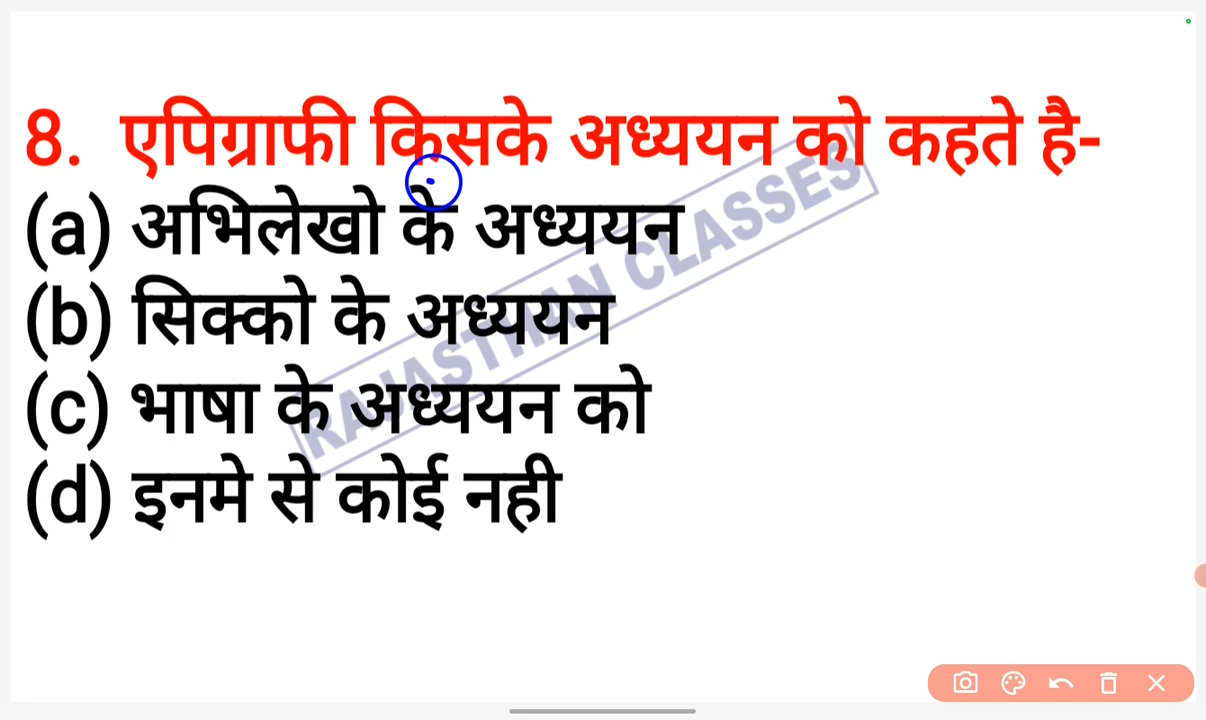 8. एपिग्राफी किसके अध्ययन को कहते है-
(a) अभिलेखो के अध्ययन
(b) सिक्को के अध्ययन
(c) भाषा के अध्ययन को
(d) इनमे से कोई नही
RAJASTHAN CLASSES